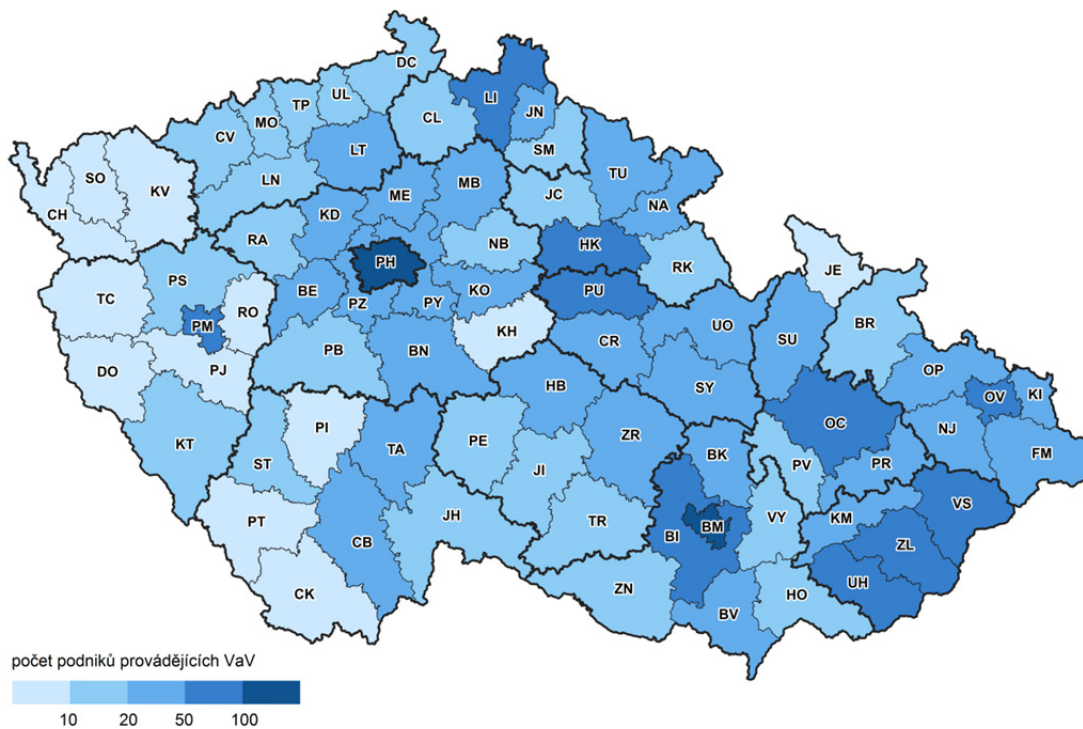 DC
UL
TP
MO
CV
LI
JN
CL
LT
SM
LN
SO
KV
CH
ME
MB
TU
JC
NA
KD
RA
NB
HK
PH
RK
JE
PS
TC
BE
PZ
PY
KO
PU
RO
PM
KH
UO
SU
BR
CR
PB
BN
DO
PJ
OP
HB
SY
OV
KI
OC
NJ
FM
KT
ST
PI
TA
PE
ZR
JI
BK
PV
PR
VS
PT
CB
JH
TR
BI
BM
VY
KM
ZL
UH
CK
ZN
BV
HO
počet podniků provádějících VaV
10 20 50 100